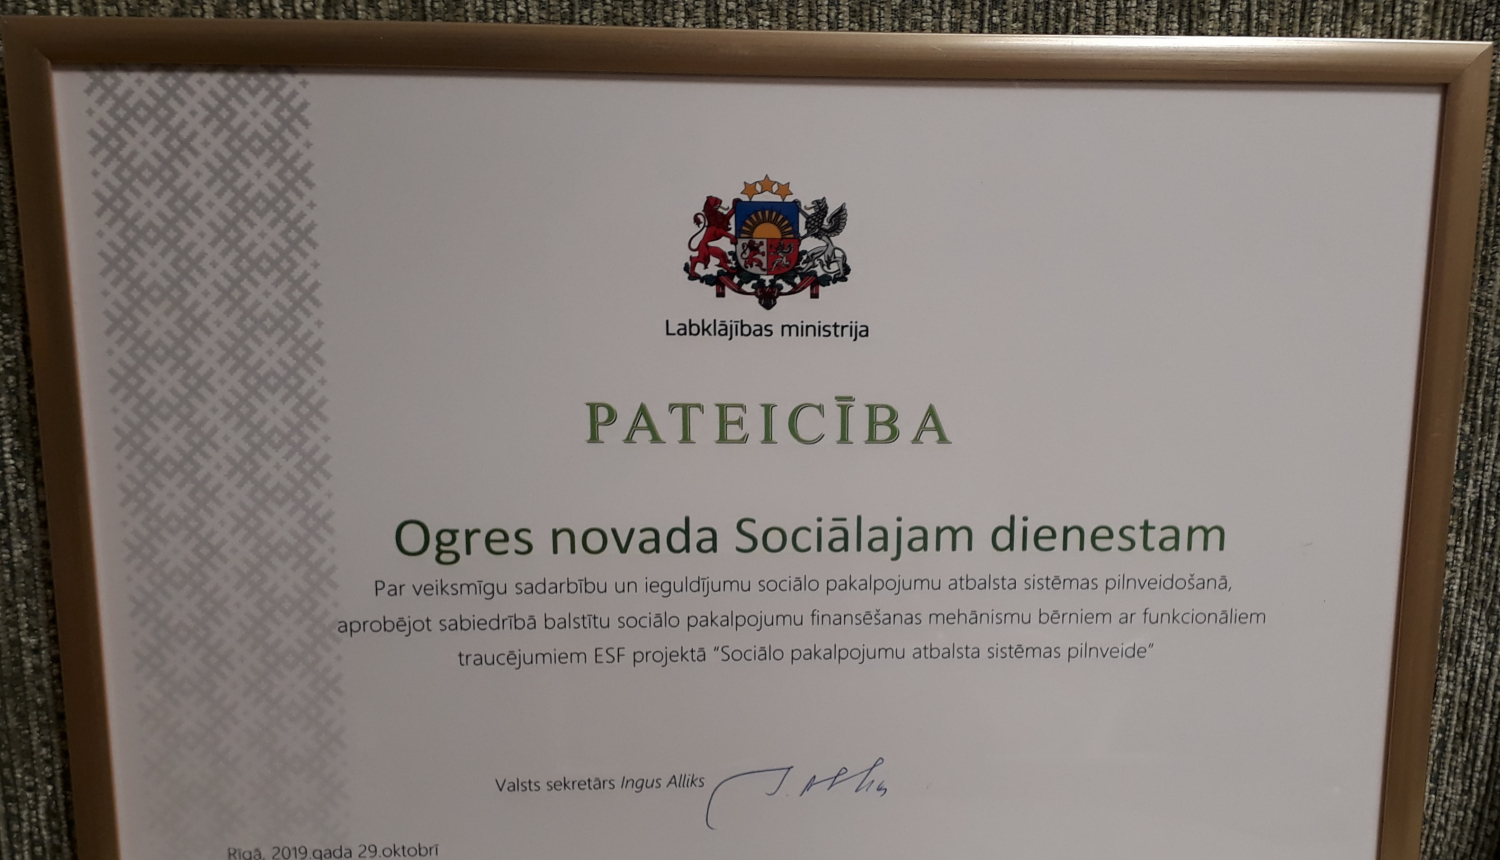 Labklājības ministrija
PATEICĪBA
Ogres novada Sociālajam dienestam
Par veiksmīgu sadarbību un ieguldījumu sociālo pakalpojumu atbalsta sistēmas pilnveidošanā,
aprobējot sabiedrībā balstītu sociālo pakalpojumu finansēšanas mehānismu bērniem ar funkcionāliem
traucējumiem ESF projektā "Sociālo pakalpojumu atbalsta sistēmas pilnveide"
Valsts sekretārs Ingus Alliks
Rīgā, 2019.gada 29.oktobrī